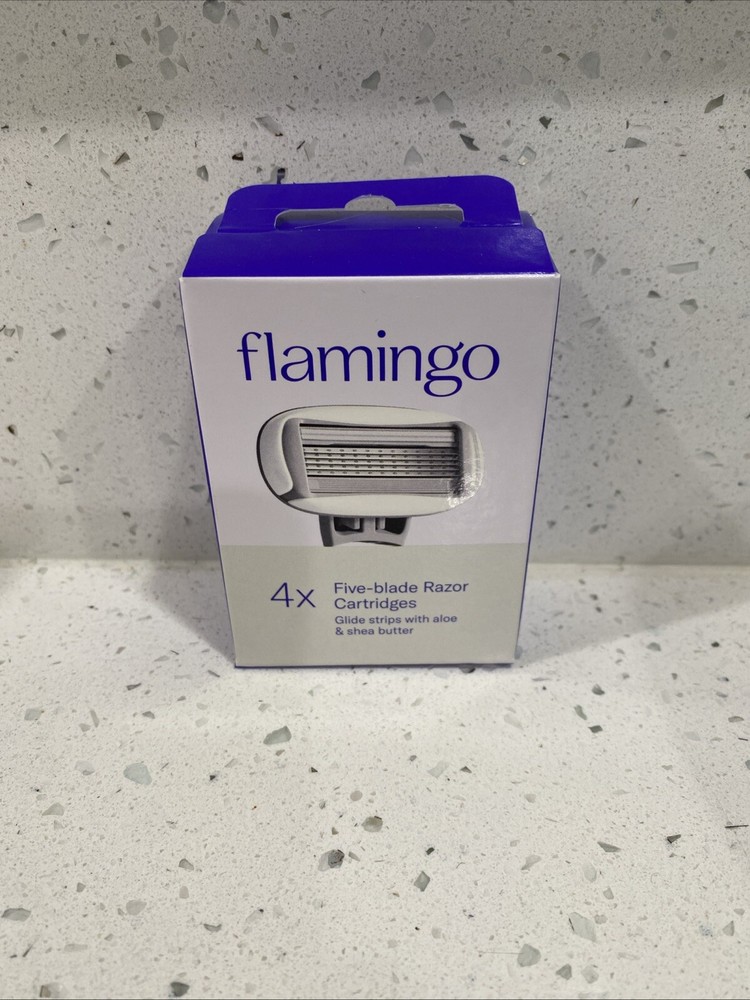 flamingo
4x
Five-blade Razor
Cartridges
Glide strips with aloe
& shea butter